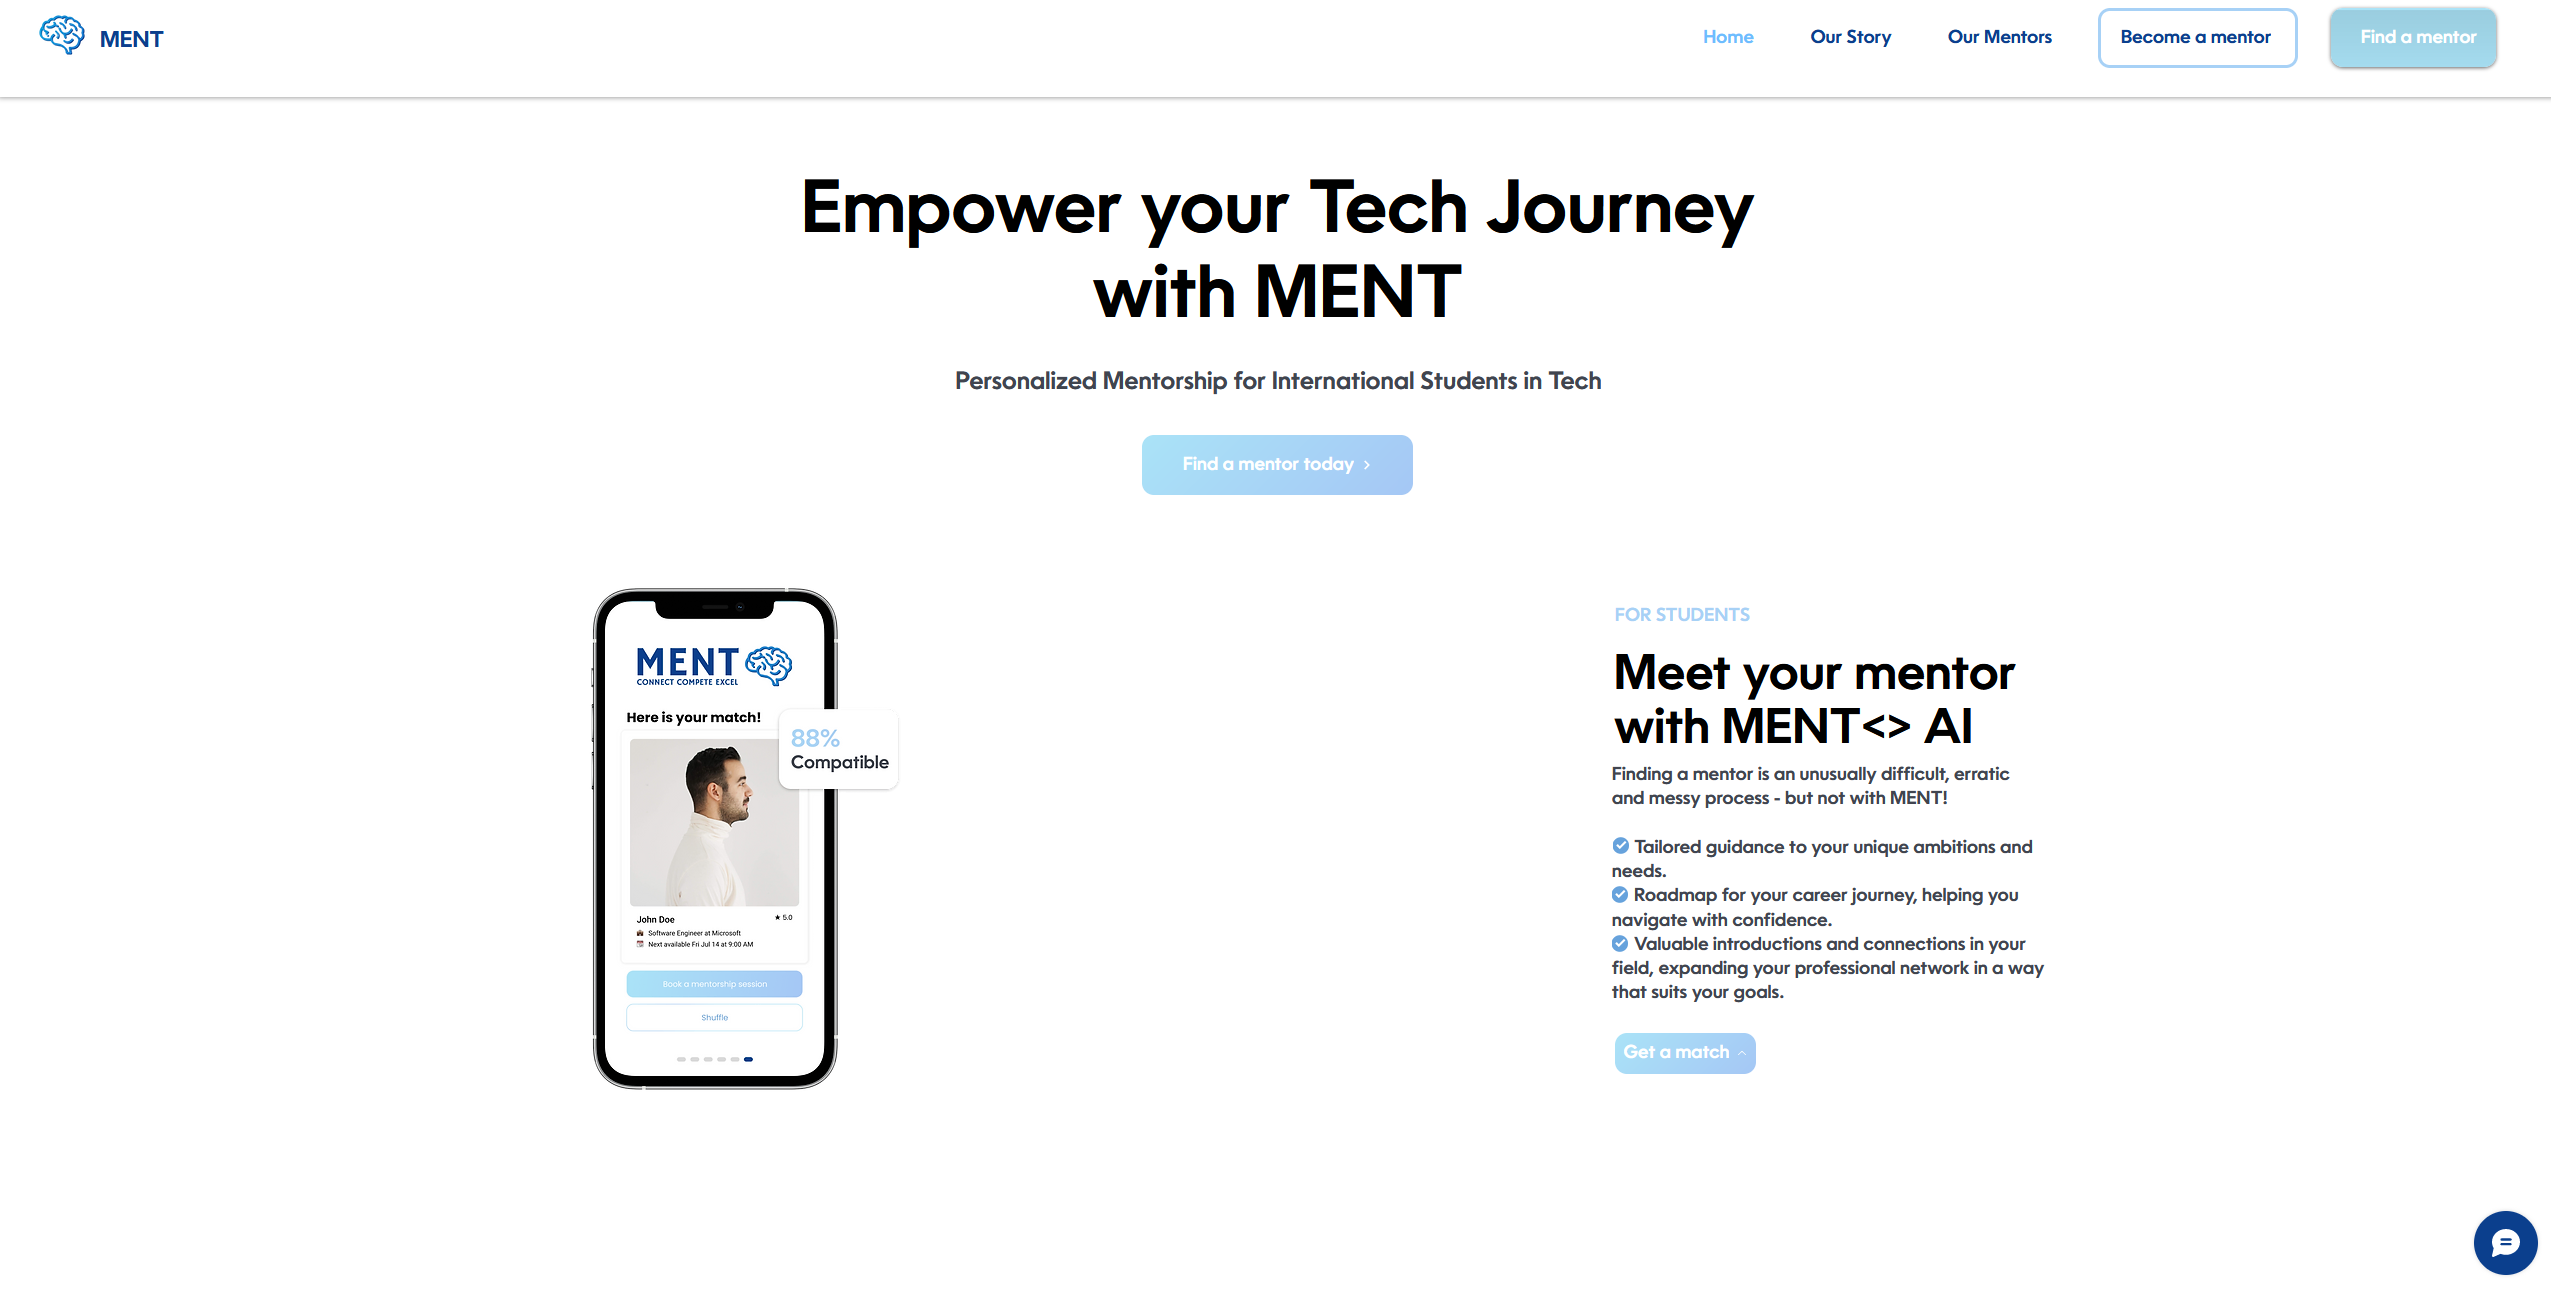 MENT
Home
Our Story
Our Mentors
Become a mentor
Find a mentor
Empower your Tech Journey
with MENT
Personalized Mentorship for International Students in Tech
Find a mentor today
MENT
CONNECT COMPETE EXCEL
Here is your match!
88%
Compatible
John Doe
★ 5.0
Software Engineer at Microsoft
Next available Fri Jul 14 at 9:00 AM
Book a mentorship session
Shuffle
FOR STUDENTS
Meet your mentor
with MENT<> AI
Finding a mentor is an unusually difficult, erratic
and messy process - but not with MENT!
Tailored guidance to your unique ambitions and
needs.
Roadmap for your career journey, helping you
navigate with confidence.
Valuable introductions and connections in your
field, expanding your professional network in a way
that suits your goals.
Get a match